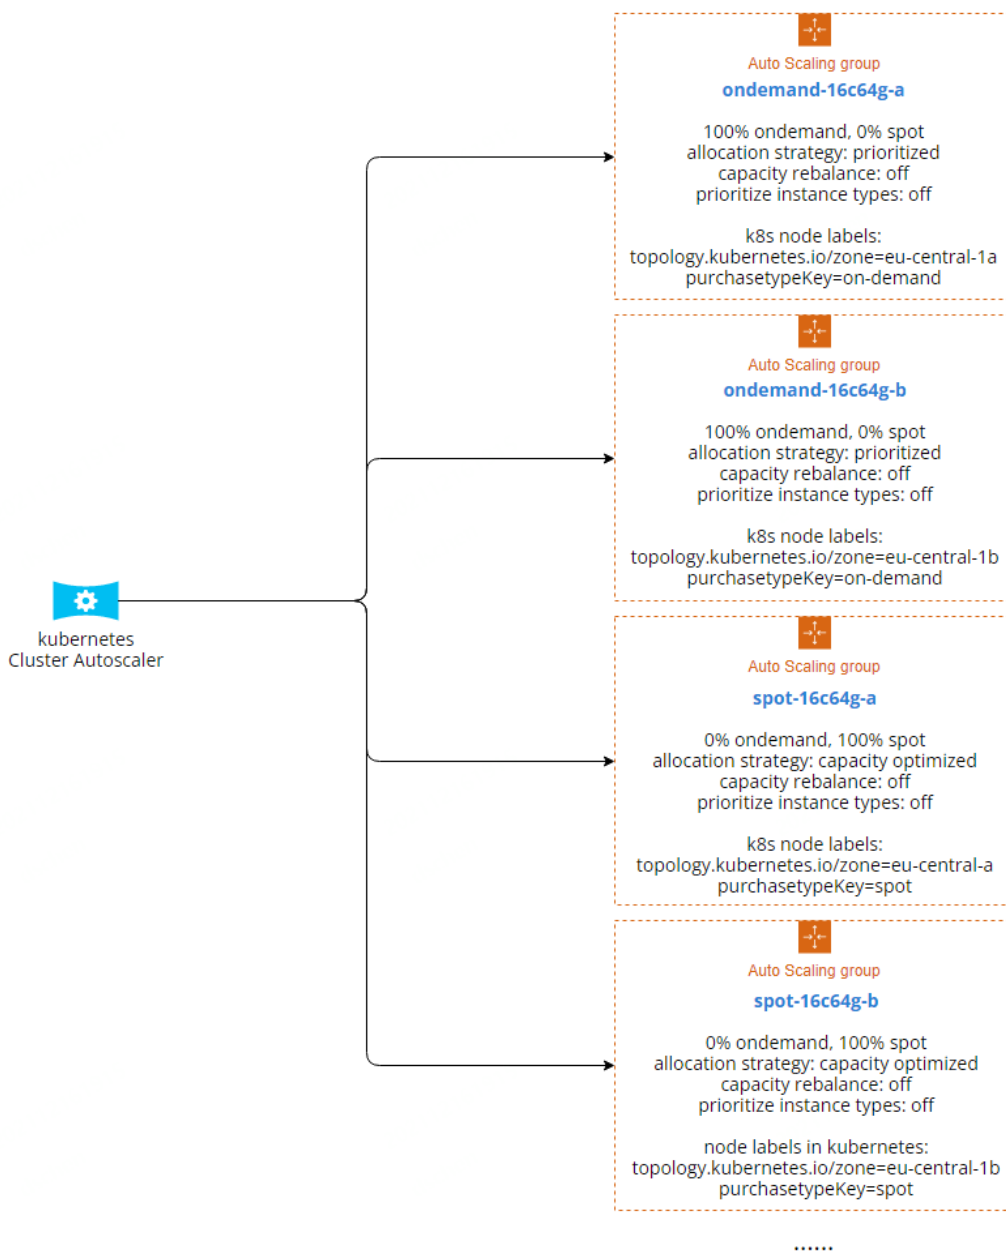 Auto Scaling group
ondemand-16c64g-a
100% ondemand, 0% spot
allocation strategy: prioritized
capacity rebalance: off
prioritize instance types: off
k8s node labels:
topology.kubernetes.io/zone=eu-central-1a
purchasetypeKey=on-demand
Auto Scaling group
ondemand-16c64g-b
100% ondemand, 0% spot
allocation strategy: prioritized
capacity rebalance: off
prioritize instance types: off
k8s node labels:
topology.kubernetes.io/zone=eu-central-1b
purchasetypeKey=on-demand
kubernetes
Cluster Autoscaler
Auto Scaling group
spot-16c64g-a
0% ondemand, 100% spot
allocation strategy: capacity optimized
capacity rebalance: off
prioritize instance types: off
k8s node labels:
topology.kubernetes.io/zone=eu-central-a
purchasetypeKey=spot
Auto Scaling group
spot-16c64g-b
0% ondemand, 100% spot
allocation strategy: capacity optimized
capacity rebalance: off
prioritize instance types: off
node labels in kubernetes:
topology.kubernetes.io/zone=eu-central-1b
purchasetypeKey=spot
......